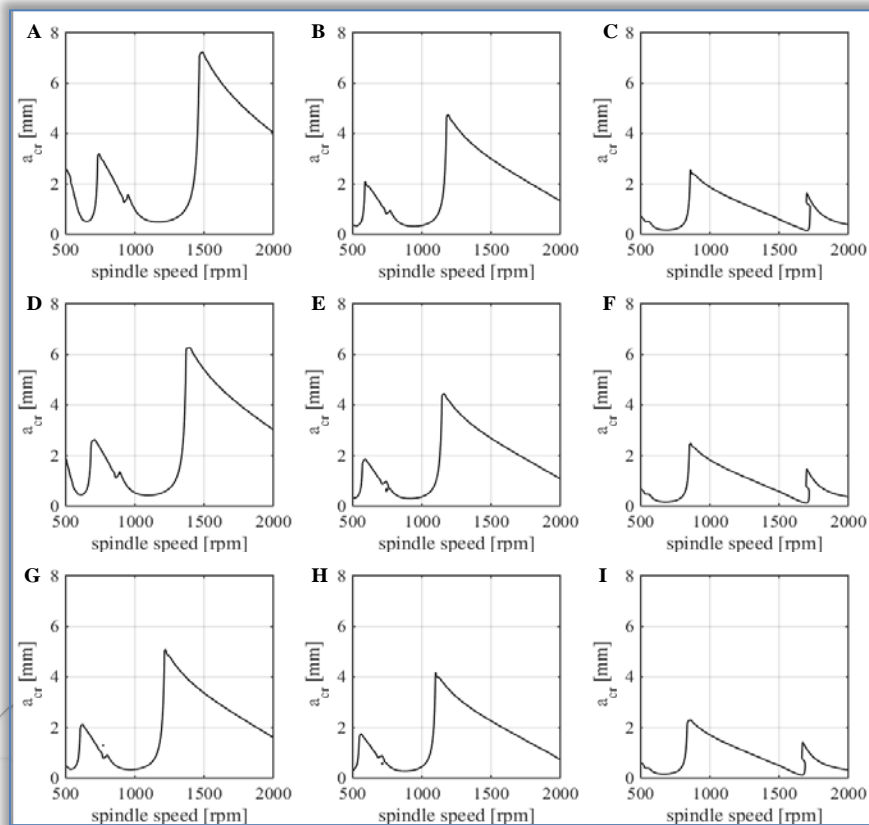 A B C
8 8 8
6 6 6
4 4 4
2 2 2
0 0 0
a_cr [mm] a_cr [mm] a_cr [mm]
500 1000 1500 2000 500 1000 1500 2000 500 1000 1500 2000
spindle speed [rpm] spindle speed [rpm] spindle speed [rpm]
D E F
8 8 8
6 6 6
4 4 4
2 2 2
0 0 0
a_cr [mm] a_cr [mm] a_cr [mm]
500 1000 1500 2000 500 1000 1500 2000 500 1000 1500 2000
spindle speed [rpm] spindle speed [rpm] spindle speed [rpm]
G H I
8 8 8
6 6 6
4 4 4
2 2 2
0 0 0
a_cr [mm] a_cr [mm] a_cr [mm]
500 1000 1500 2000 500 1000 1500 2000 500 1000 1500 2000
spindle speed [rpm] spindle speed [rpm] spindle speed [rpm]